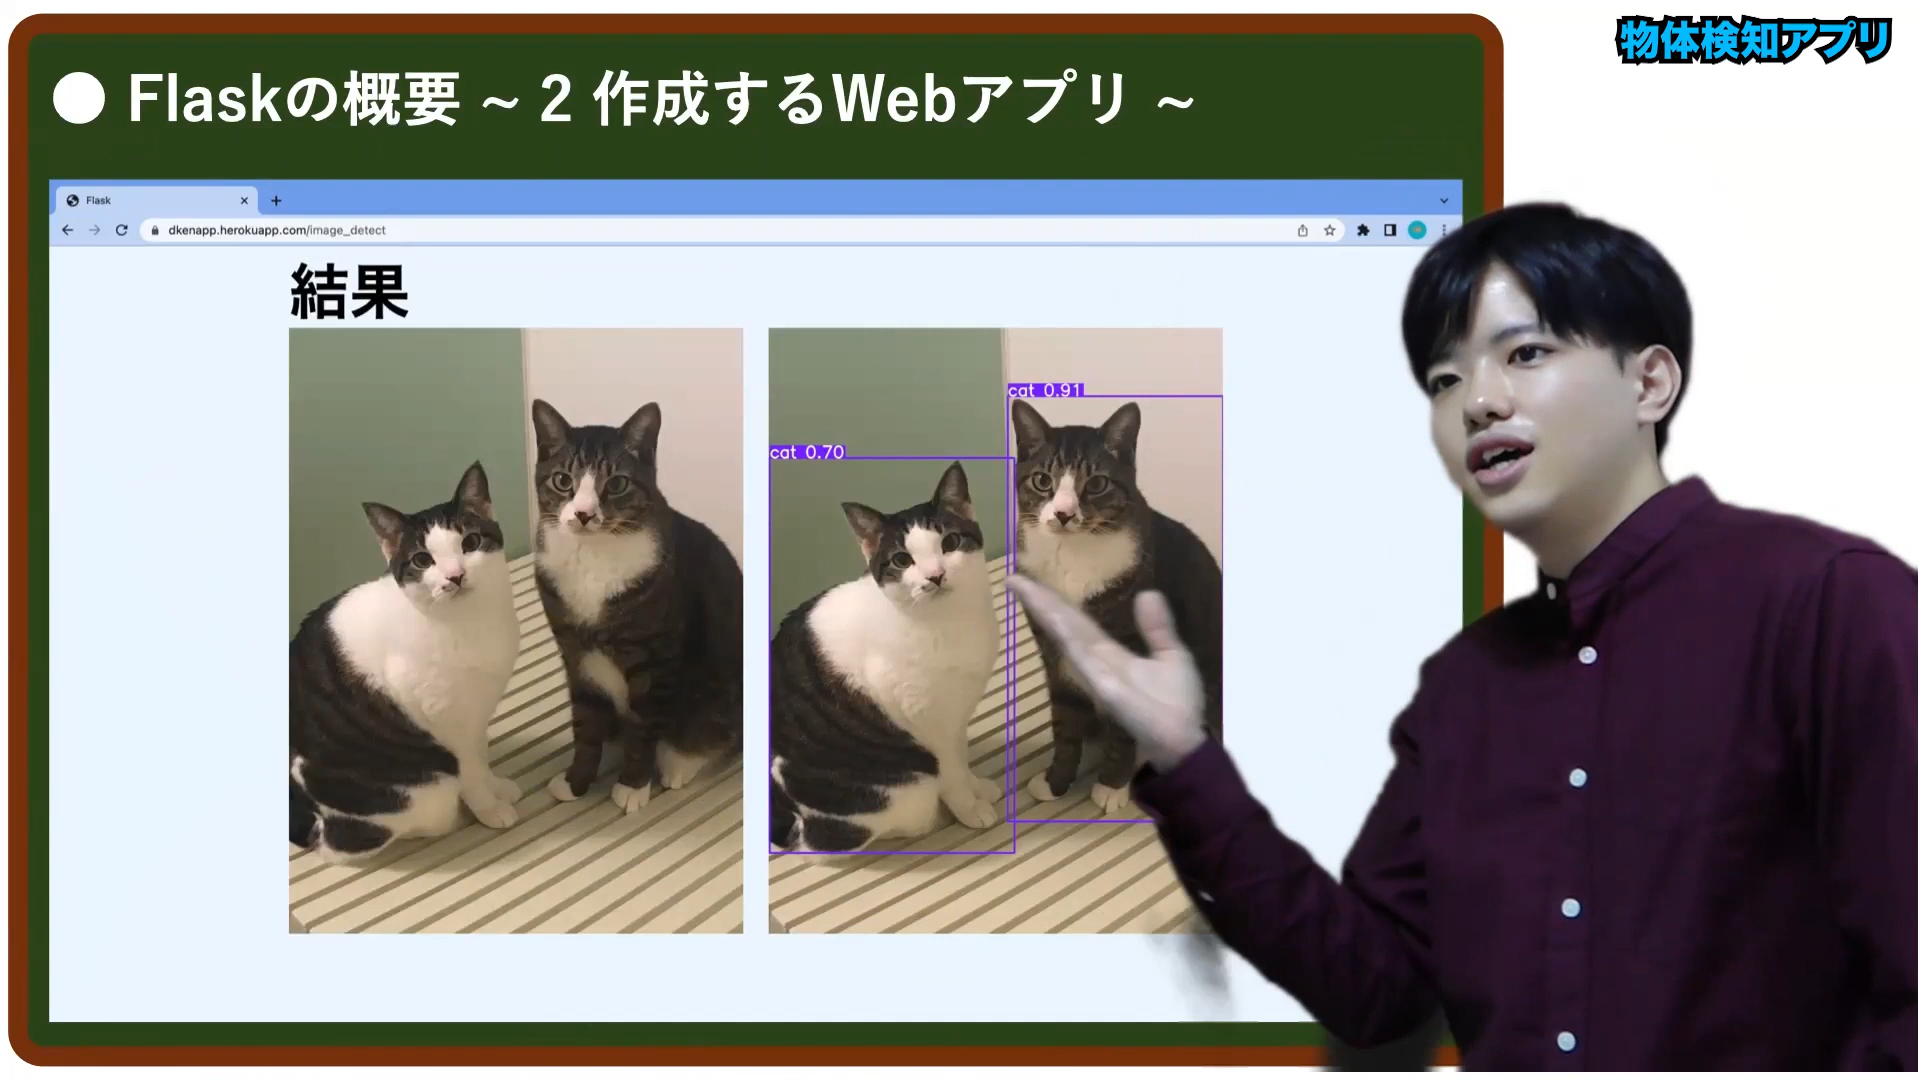 物体検知アプリ
● Flaskの概要 ~ 2 作成するWebアプリ ~
Flask
dkenapp.herokuapp.com/image_detect
結果
cat 0.91
cat 0.70